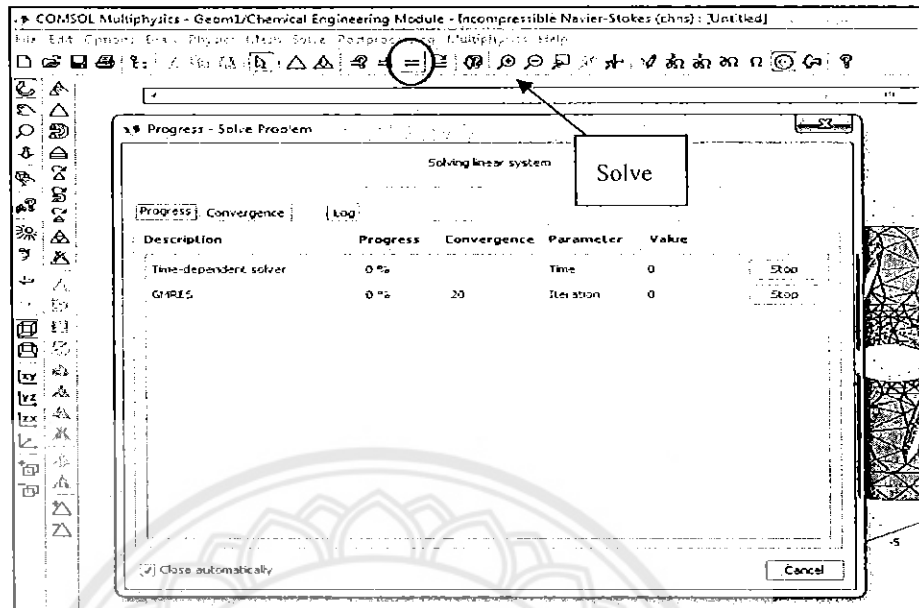 COMSOL Multiphysics - Geom1/Chemical Engineering Module - Incompressible Navier-Stokes (chns) : [Untitled]
File Edit Options Draw Physics Mesh Solve Postprocessing Multiphysics Help
Progress - Solve Problem
Solve
Solving linear system
Progress Convergence Log
Description Progress Convergence Parameter Value
Time-dependent solver 0 % Time 0 Stop
GMRES 0 % 20 Iteration 0 Stop
-5
Close automatically Cancel